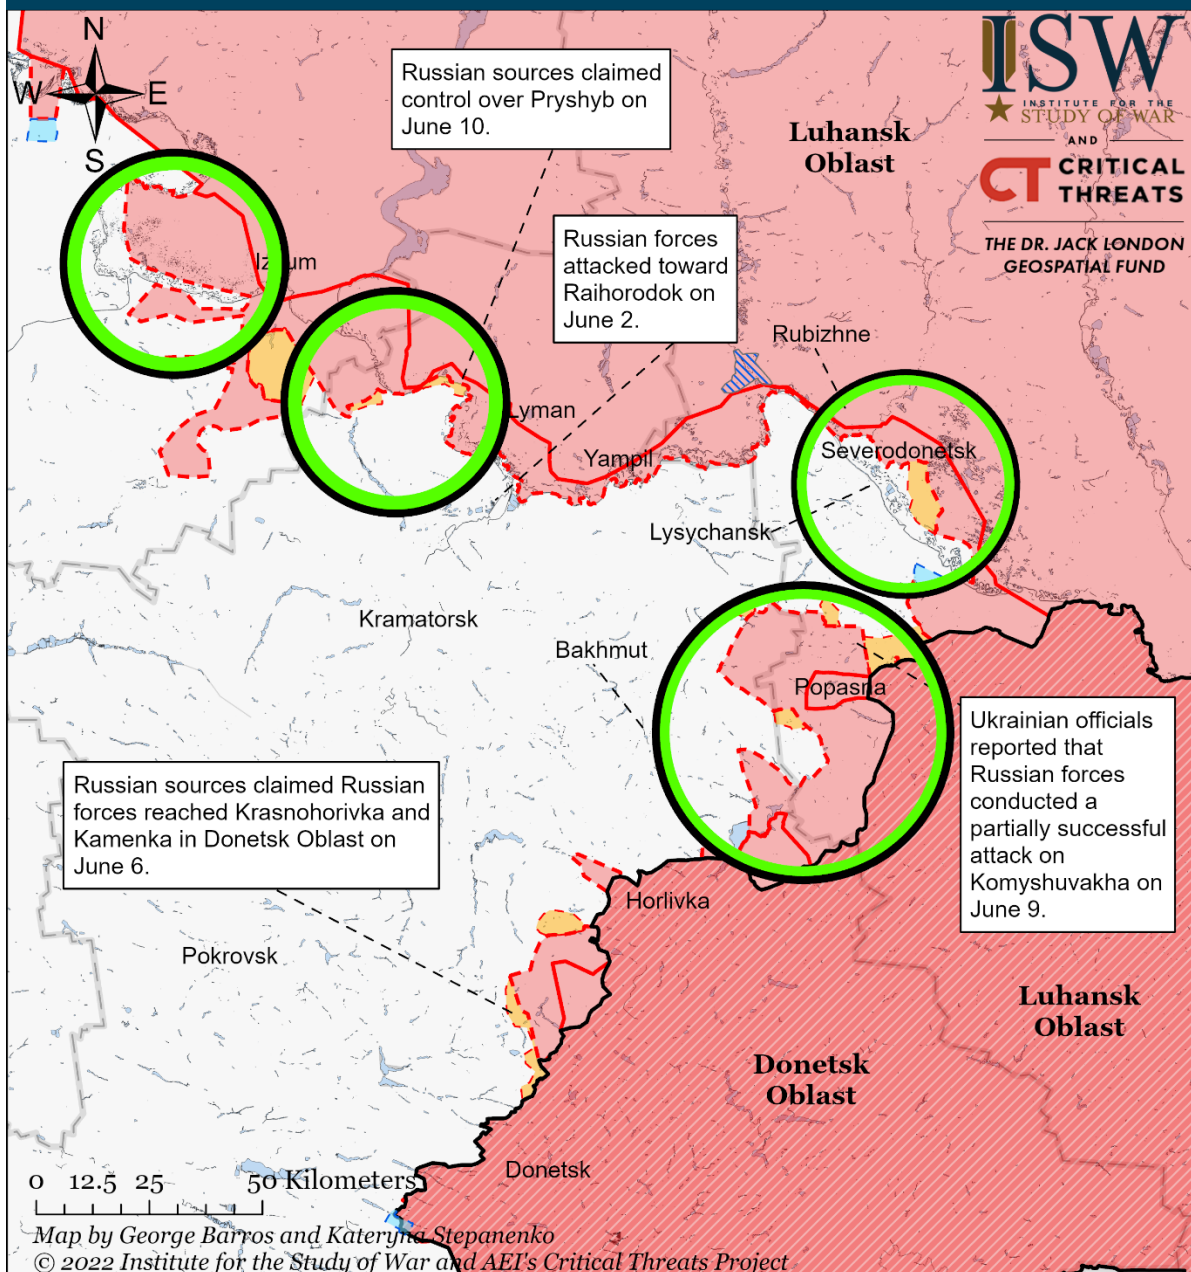 N
W
E
S
ISW
INSTITUTE FOR THE
STUDY OF WAR
AND
CT CRITICAL
THREATS
THE DR. JACK LONDON
GEOSPATIAL FUND
Russian sources claimed
control over Pryshyb on
June 10.
Luhansk
Oblast
Russian forces
attacked toward
Raihorodok on
June 2.
Izyum
Rubizhne
Lyman
Yampil
Severodonetsk
Lysychansk
Kramatorsk
Bakhmut
Popasna
Ukrainian officials
reported that
Russian forces
conducted a
partially successful
attack on
Komyshuvakha on
June 9.
Russian sources claimed Russian
forces reached Krasnohorivka and
Kamenka in Donetsk Oblast on
June 6.
Horlivka
Pokrovsk
Luhansk
Oblast
Donetsk
Oblast
Donetsk
0 12.5 25 50 Kilometers
Map by George Barros and Kateryna Stepanenko
© 2022 Institute for the Study of War and AEI's Critical Threats Project